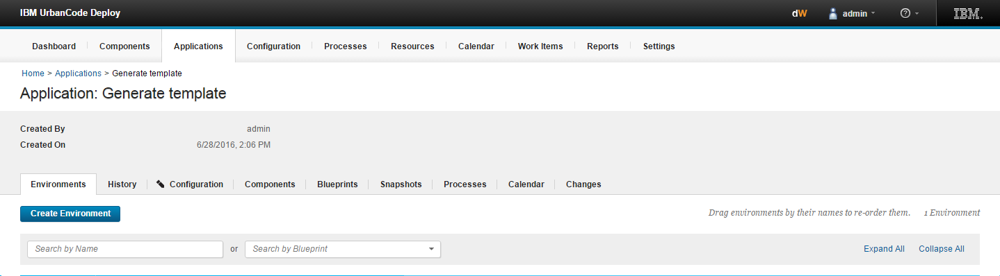 IBM UrbanCode Deploy
dW admin ? IBM.
Dashboard Components Applications Configuration Processes Resources Calendar Work Items Reports Settings
Home > Applications > Generate template
Application: Generate template
Created By admin
Created On 6/28/2016, 2:06 PM
Environments History Configuration Components Blueprints Snapshots Processes Calendar Changes
Create Environment Drag environments by their names to re-order them. 1 Environment
Search by Name or Search by Blueprint Expand All Collapse All